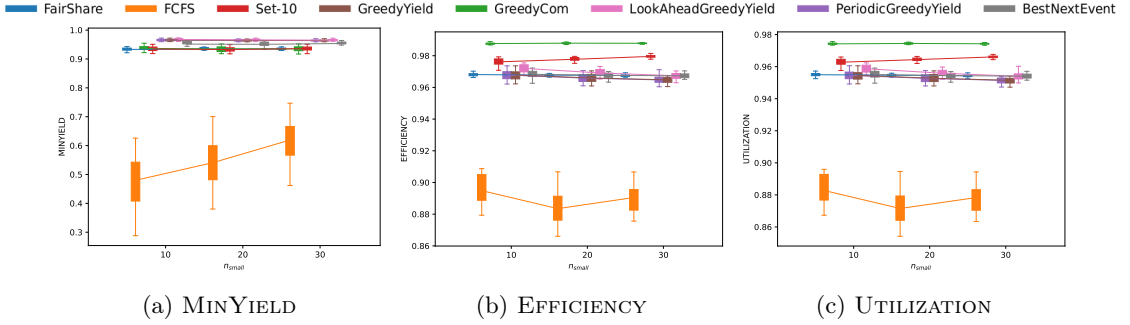 FairShare FCFS Set-10 GreedyYield GreedyCom LookAheadGreedyYield PeriodicGreedyYield BestNextEvent
1.0
0.9
0.8
0.7
0.6
0.5
0.4
0.3
MINYIELD
10 20 30
n_small
0.98
0.96
0.94
0.92
0.90
0.88
0.86
EFFICIENCY
10 20 30
n_small
0.98
0.96
0.94
0.92
0.90
0.88
0.86
UTILIZATION
10 20 30
n_small
(a) MINYIELD
(b) EFFICIENCY
(c) UTILIZATION